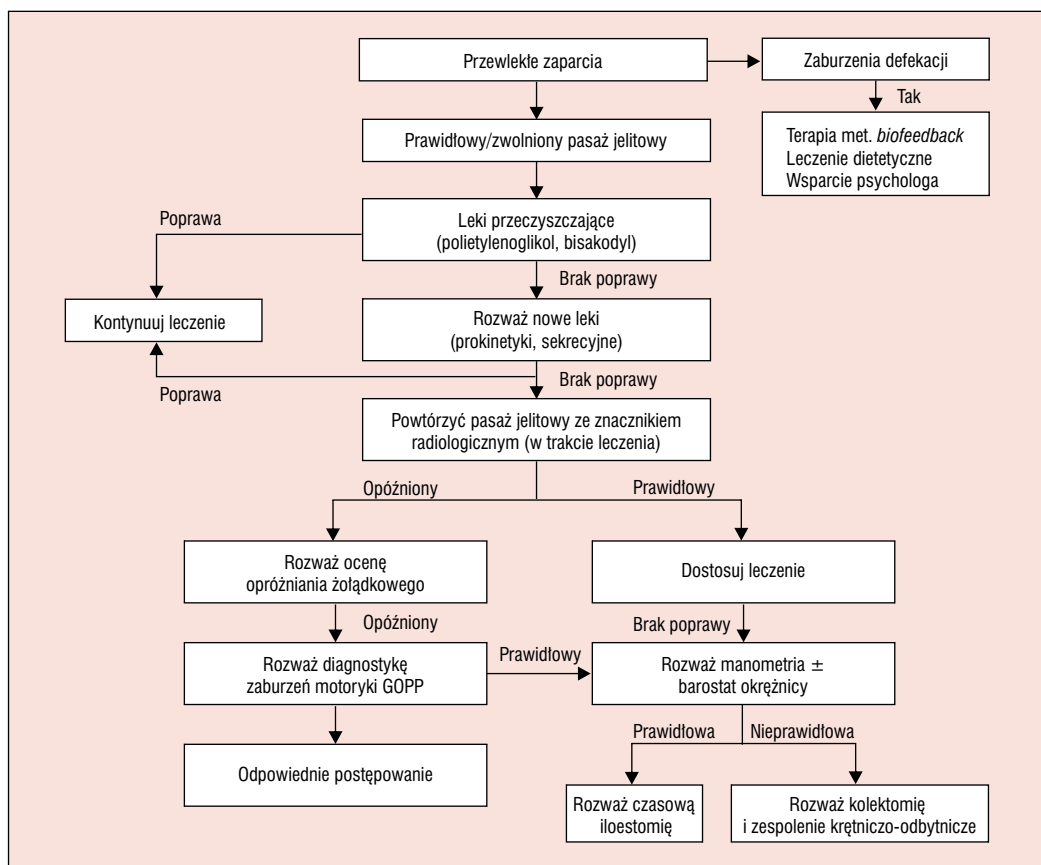 Przewlekłe zaparcia
Zaburzenia defekacji
Tak
Terapia met. biofeedback
Leczenie dietetyczne
Wsparcie psychologa
Prawidłowy/zwolniony pasaż jelitowy
Leki przeczyszczające
(polietylenoglikol, bisakodyl)
Poprawa
Brak poprawy
Kontynuuj leczenie
Rozważ nowe leki
(prokinetyki, sekrecyjne)
Poprawa
Brak poprawy
Powtórzyć pasaż jelitowy ze znacznikiem
radiologicznym (w trakcie leczenia)
Opóźniony
Prawidłowy
Rozważ ocenę
opróżniania żołądkowego
Dostosuj leczenie
Opóźniony
Brak poprawy
Rozważ diagnostykę
zaburzeń motoryki GOPP
Prawidłowy
Rozważ manometria ±
barostat okrężnicy
Prawidłowa
Nieprawidłowa
Odpowiednie postępowanie
Rozważ czasową
iloestomię
Rozważ kolektomię
i zespolenie krętniczo-odbytnicze